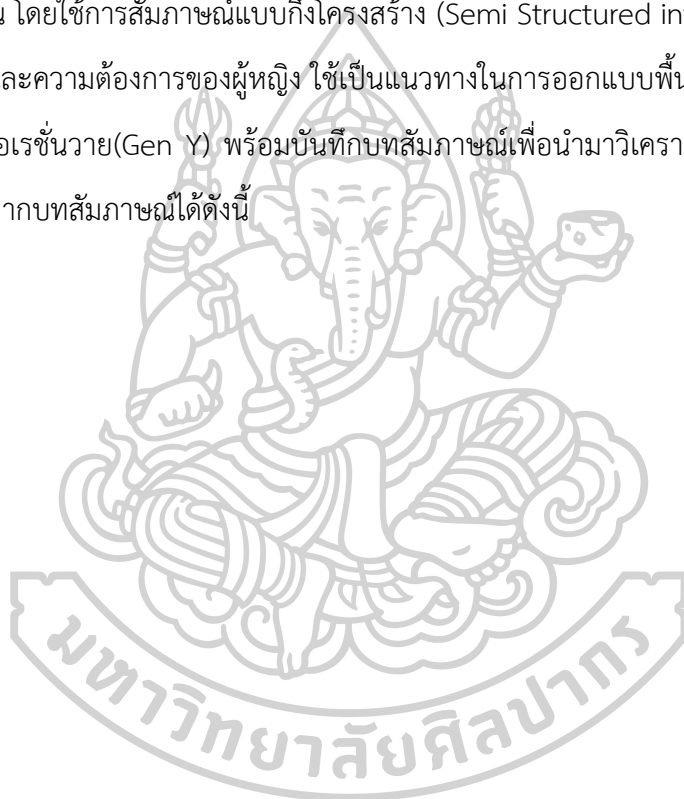 น โดยใช้การสัมภาษณ์แบบกึ่งโครงสร้าง (Semi Structured in
ละความต้องการของผู้หญิง ใช้เป็นแนวทางในการออกแบบพื้น
อเรชั่นวาย(Gen Y) พร้อมบันทึกบทสัมภาษณ์เพื่อนำมาวิเครา
ากบทสัมภาษณ์ได้ดังนี้
มหาวิทยาลัยศิลปากร